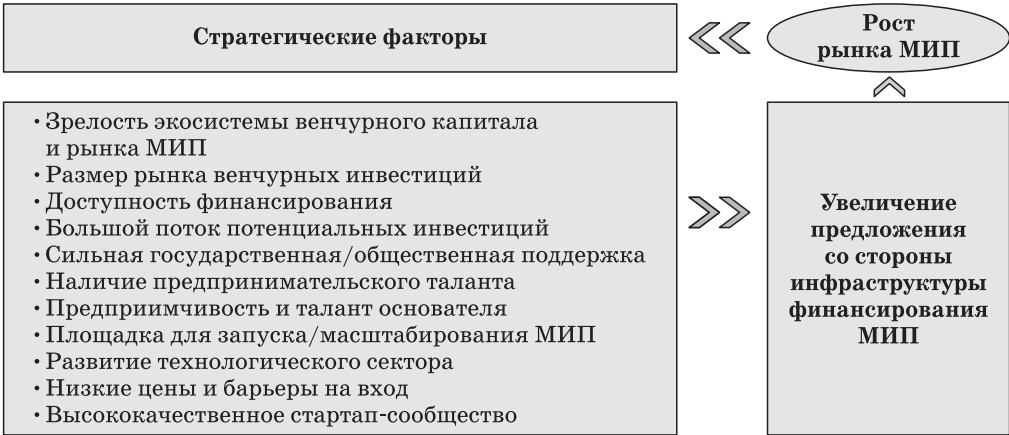 Стратегические факторы
Рост
рынка МИП
· Зрелость экосистемы венчурного капитала
и рынка МИП
· Размер рынка венчурных инвестиций
· Доступность финансирования
· Большой поток потенциальных инвестиций
· Сильная государственная/общественная поддержка
· Наличие предпринимательского таланта
· Предприимчивость и талант основателя
· Площадка для запуска/масштабирования МИП
· Развитие технологического сектора
· Низкие цены и барьеры на вход
· Высококачественное стартап-сообщество
Увеличение
предложения
со стороны
инфраструктуры
финансирования
МИП